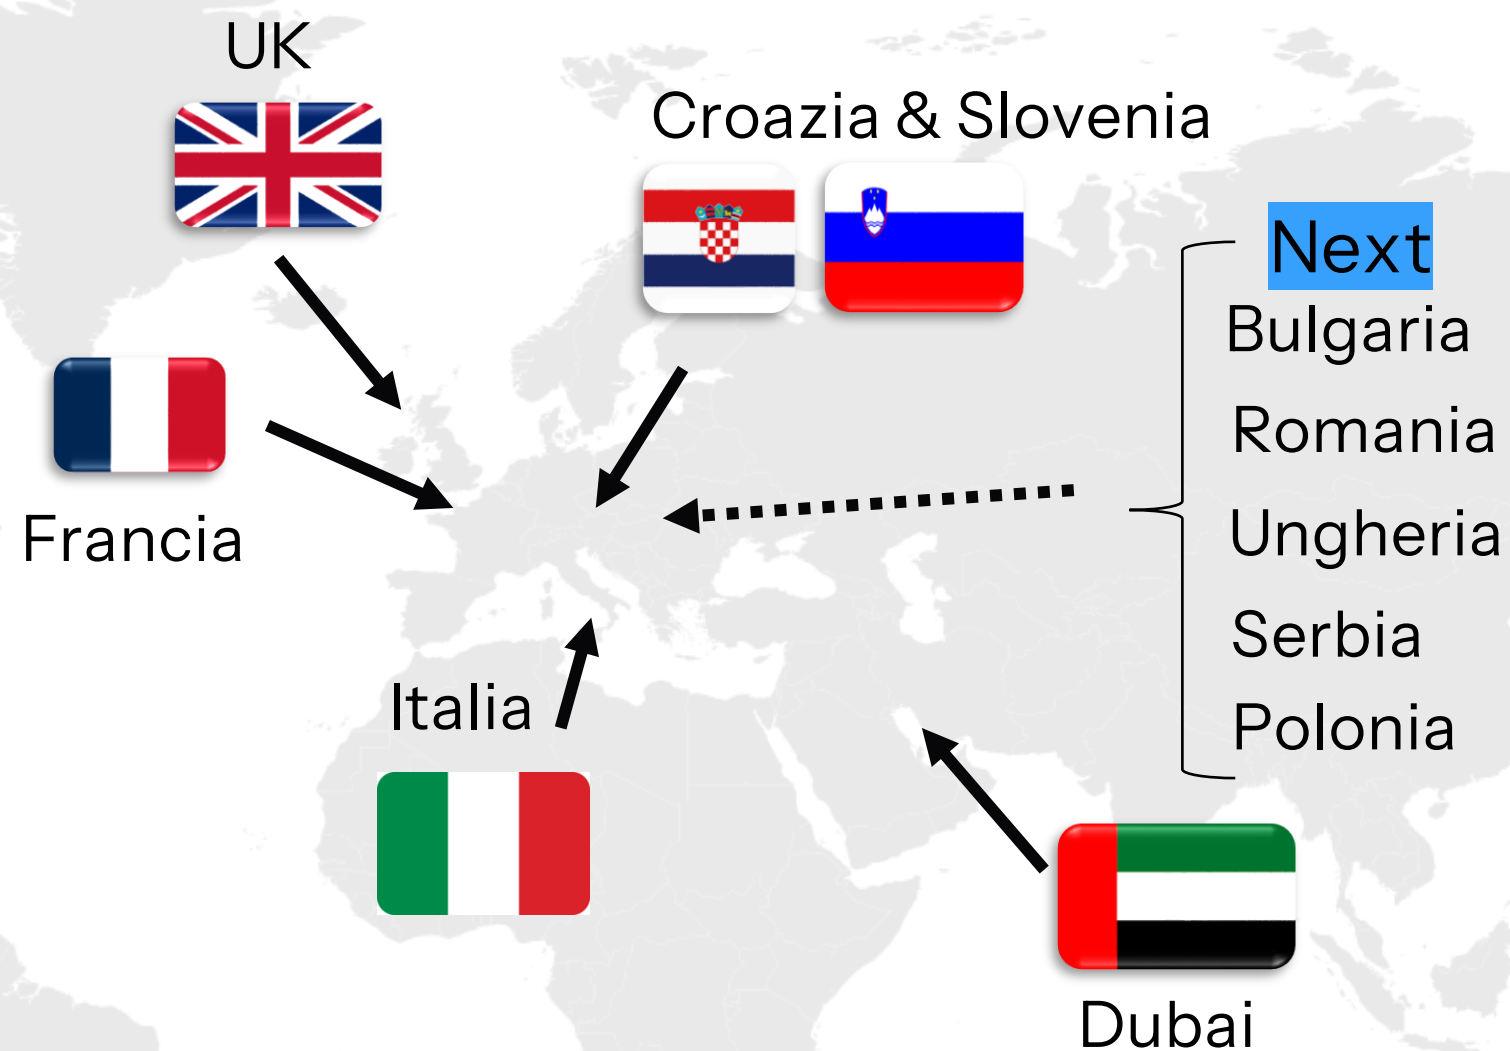 UK
Croazia & Slovenia
Next
Bulgaria
Romania
Francia
Ungheria
Serbia
Italia
Polonia
Dubai